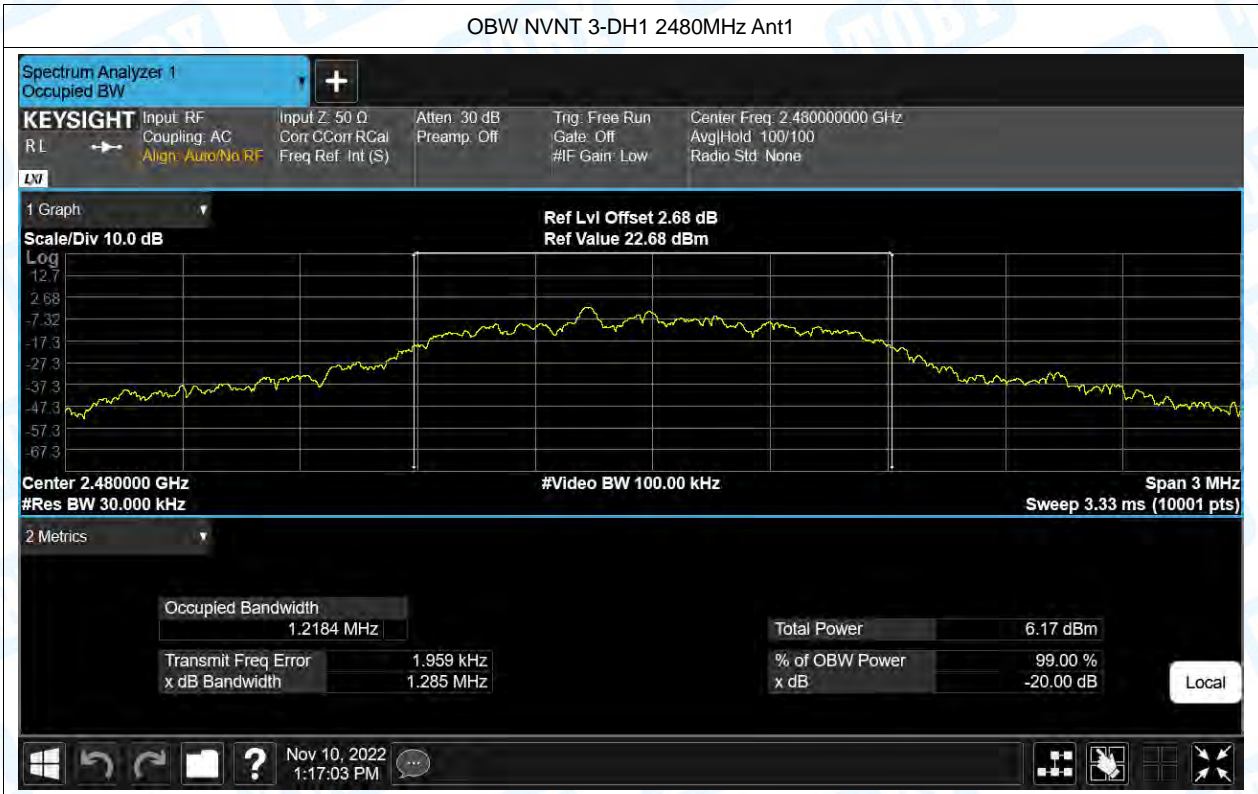 OBW NVNT 3-DH1 2480MHz Ant1
Spectrum Analyzer 1
Occupied BW
KEYSIGHT
R L
LXI
Input: RF
Coupling: AC
Align: Auto/No RF
Input Z: 50 Ω
Corr CCorr RCal
Freq Ref: Int (S)
Atten: 30 dB
Preamp: Off
Trig: Free Run
Gate: Off
#IF Gain: Low
Center Freq: 2.480000000 GHz
Avg|Hold: 100/100
Radio Std: None
1 Graph
Scale/Div 10.0 dB
Ref Lvl Offset 2.68 dB
Ref Value 22.68 dBm
Log
12.7
2.68
-7.32
-17.3
-27.3
-37.3
-47.3
-57.3
-67.3
Center 2.480000 GHz
#Video BW 100.00 kHz
Span 3 MHz
#Res BW 30.000 kHz
Sweep 3.33 ms (10001 pts)
2 Metrics
Occupied Bandwidth
1.2184 MHz
Total Power 6.17 dBm
Transmit Freq Error 1.959 kHz
% of OBW Power 99.00 %
x dB Bandwidth 1.285 MHz
x dB -20.00 dB
Local
?
Nov 10, 2022
1:17:03 PM
TOBY